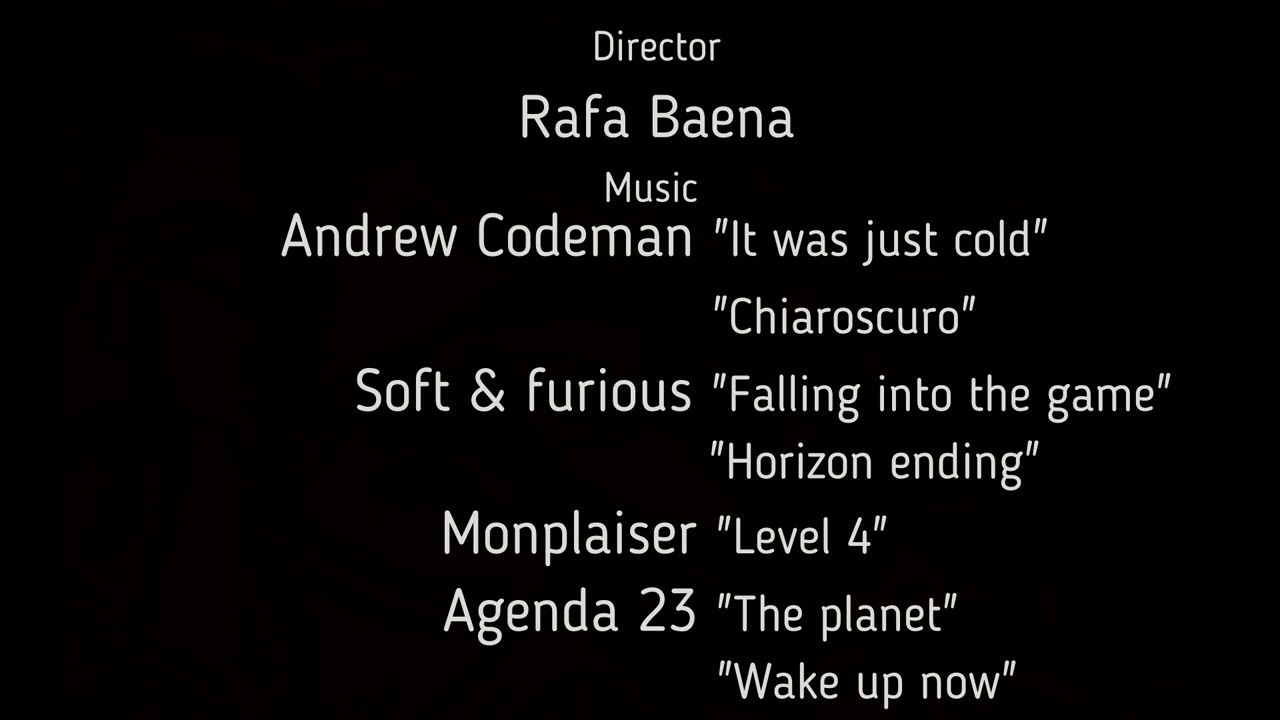 Director
Rafa Baena
Music
Andrew Codeman "It was just cold"
"Chiaroscuro"
Soft & furious "Falling into the game"
"Horizon ending"
Monplaiser "Level 4"
Agenda 23 "The planet"
"Wake up now"